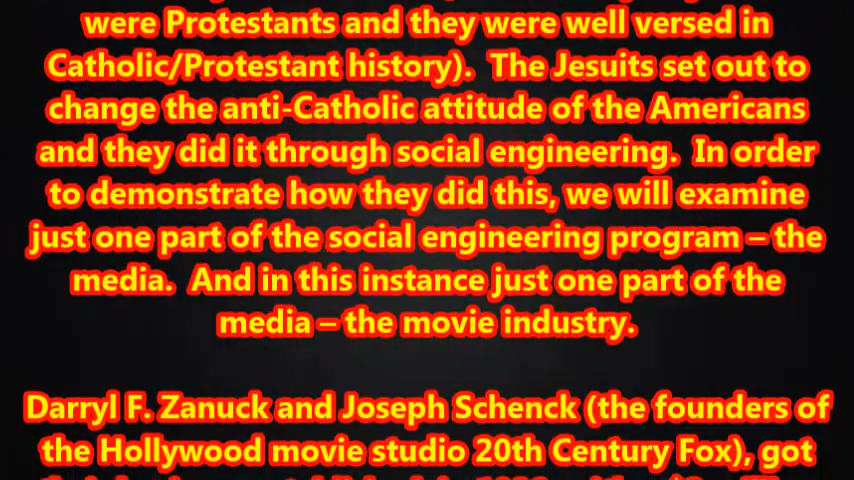 were Protestants and they were well versed in
Catholic/Protestant history).  The Jesuits set out to
change the anti-Catholic attitude of the Americans
and they did it through social engineering.  In order
to demonstrate how they did this, we will examine
just one part of the social engineering program – the
media.  And in this instance just one part of the
media – the movie industry.
Darryl F. Zanuck and Joseph Schenck (the founders of
the Hollywood movie studio 20th Century Fox), got